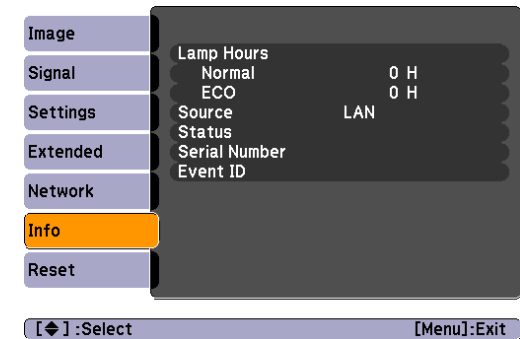 Image
Signal
Settings
Extended
Network
Info
Reset
Lamp Hours
Normal 0 H
ECO 0 H
Source LAN
Status
Serial Number
Event ID
[◆] :Select [Menu]:Exit